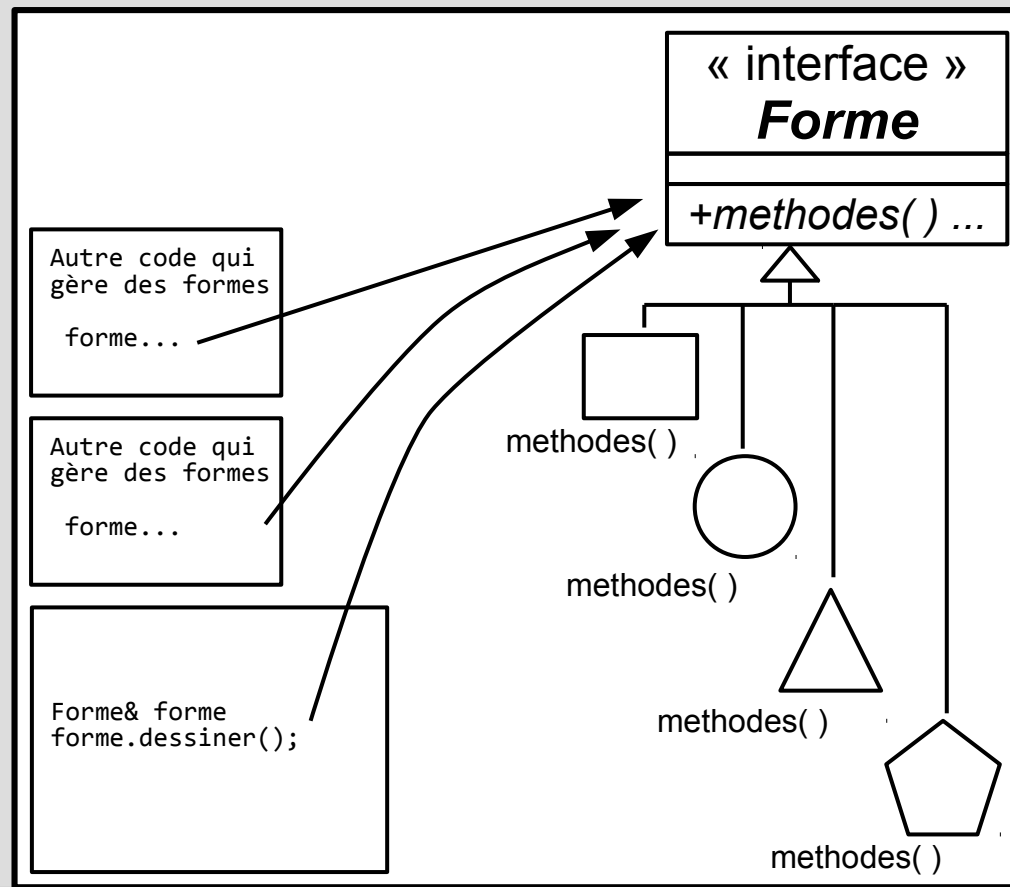 « interface »
Forme
+methodes( ) ...
Autre code qui
gère des formes
forme...
Autre code qui
gère des formes
forme...
Forme& forme
forme.dessiner();
methodes( )
methodes( )
methodes( )
methodes( )